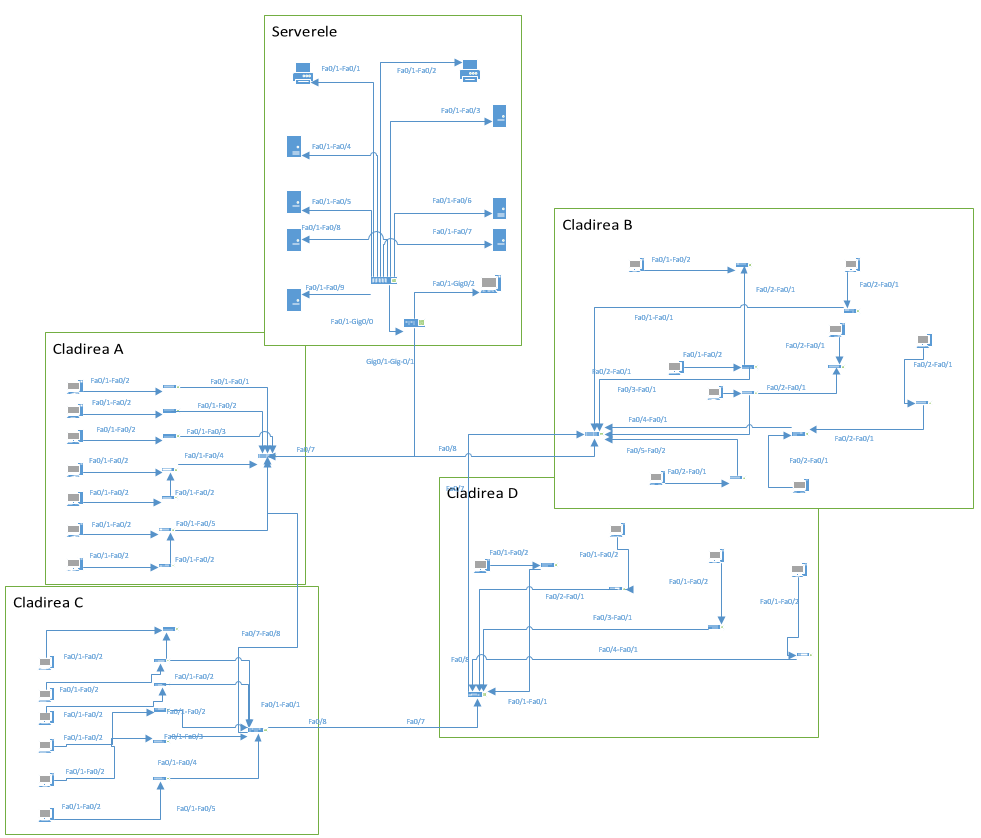 Serverele
Fa0/1-Fa0/1
Fa0/1-Fa0/2
Fa0/1-Fa0/3
Fa0/1-Fa0/4
Fa0/1-Fa0/5
Fa0/1-Fa0/6
Fa0/1-Fa0/8
Fa0/1-Fa0/7
Fa0/1-Fa0/9
Fa0/1-Gig0/2
Fa0/1-Gig0/0
Gig0/1-Gig-0/1
Cladirea A
Fa0/1-Fa0/2
Fa0/1-Fa0/1
Fa0/1-Fa0/2
Fa0/1-Fa0/2
Fa0/1-Fa0/2
Fa0/1-Fa0/3
Fa0/1-Fa0/2
Fa0/1-Fa0/4
Fa0/1-Fa0/2
Fa0/1-Fa0/2
Fa0/1-Fa0/2
Fa0/1-Fa0/5
Fa0/1-Fa0/2
Fa0/1-Fa0/2
Fa0/7
Fa0/8
Cladirea B
Fa0/1-Fa0/2
Fa0/2-Fa0/1
Fa0/2-Fa0/1
Fa0/1-Fa0/1
Fa0/2-Fa0/1
Fa0/1-Fa0/2
Fa0/2-Fa0/1
Fa0/2-Fa0/1
Fa0/3-Fa0/1
Fa0/2-Fa0/1
Fa0/4-Fa0/1
Fa0/2-Fa0/1
Fa0/5-Fa0/2
Fa0/2-Fa0/1
Fa0/2-Fa0/1
Cladirea D
Fa0/1-Fa0/2
Fa0/1-Fa0/2
Fa0/2-Fa0/1
Fa0/1-Fa0/2
Fa0/1-Fa0/2
Fa0/3-Fa0/1
Fa0/4-Fa0/1
Fa0/8
Fa0/1-Fa0/1
Cladirea C
Fa0/7-Fa0/8
Fa0/1-Fa0/2
Fa0/1-Fa0/2
Fa0/1-Fa0/2
Fa0/1-Fa0/2
Fa0/1-Fa0/2
Fa0/1-Fa0/1
Fa0/8
Fa0/7
Fa0/1-Fa0/2
Fa0/1-Fa0/3
Fa0/1-Fa0/4
Fa0/1-Fa0/2
Fa0/1-Fa0/2
Fa0/1-Fa0/5